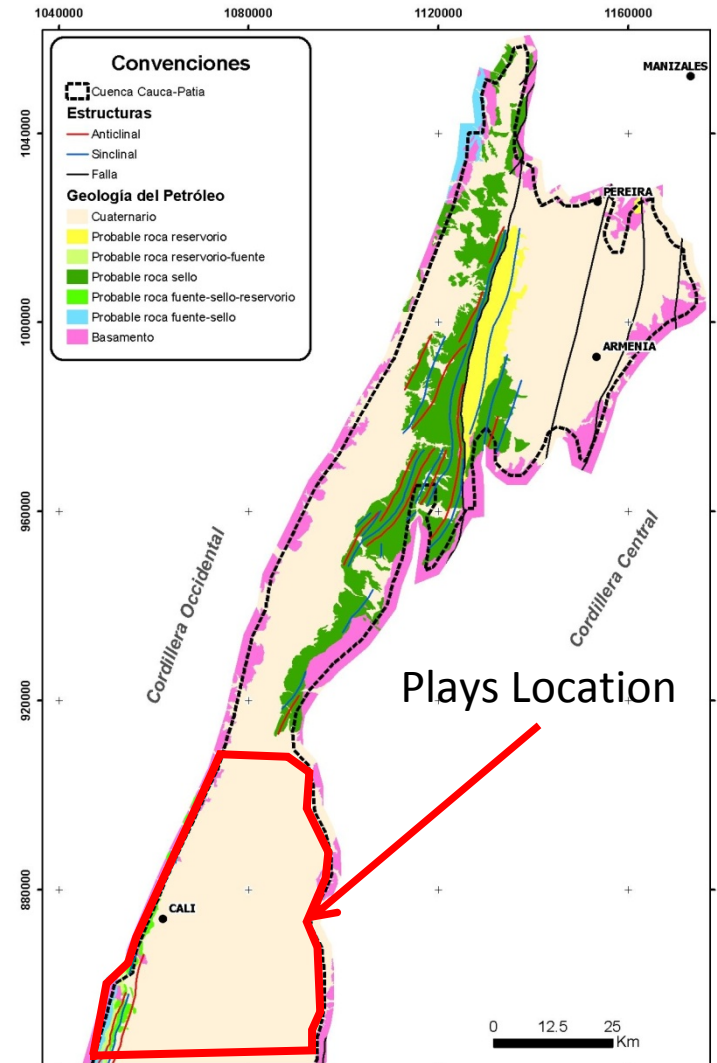 1040000 1080000 1120000 1160000
Convenciones
Cuenca Cauca-Patia
Estructuras
Anticlinal
Sinclinal
Falla
Geología del Petróleo
Cuaternario
Probable roca reservorio
Probable roca reservorio-fuente
Probable roca sello
Probable roca fuente-sello-reservorio
Probable roca fuente-sello
Basamento
MANIZALES
1040000
PEREIRA
1000000
ARMENIA
960000
Cordillera Occidental
Cordillera Central
Plays Location
920000
880000
CALI
0 12.5 25
Km